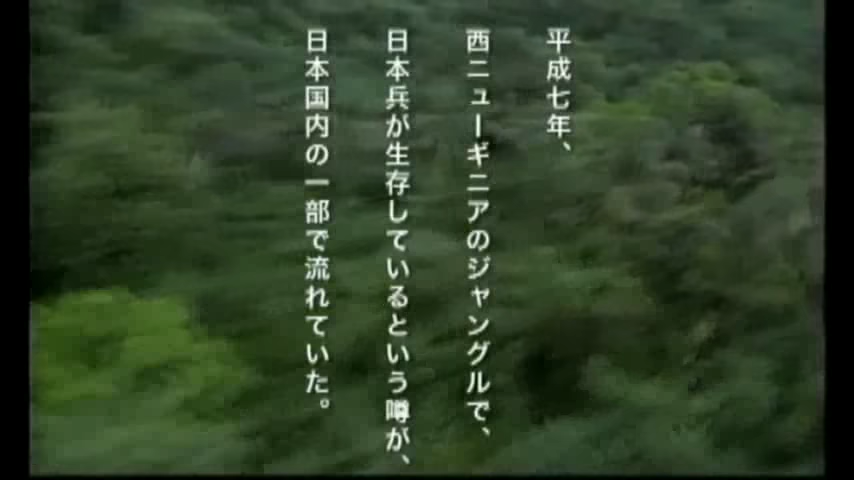 平成七年、
西ニューギニアのジャングルで、
日本兵が生存しているという噂が、
日本国内の一部で流れていた。